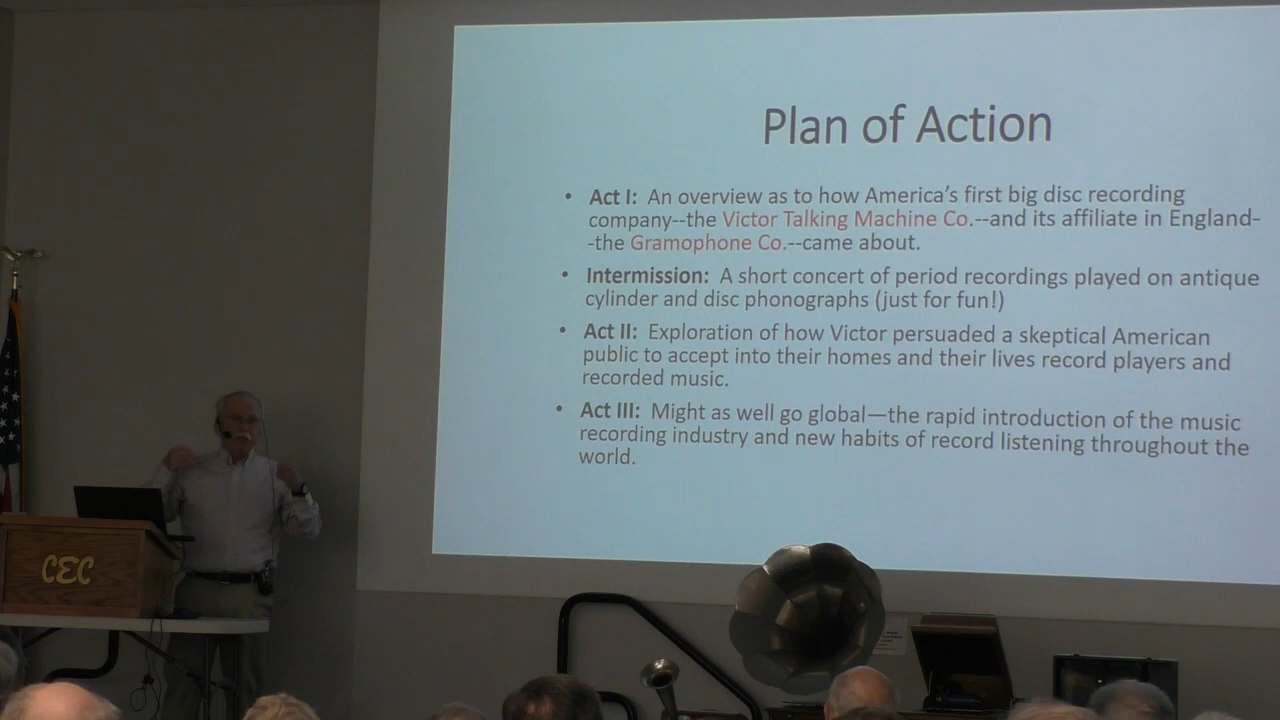 Plan of Action
• Act I: An overview as to how America's first big disc recording
company--the Victor Talking Machine Co.--and its affiliate in England-
-the Gramophone Co.--came about.
• Intermission: A short concert of period recordings played on antique
cylinder and disc phonographs (just for fun!)
• Act II: Exploration of how Victor persuaded a skeptical American
public to accept into their homes and their lives record players and
recorded music.
• Act III: Might as well go global—the rapid introduction of the music
recording industry and new habits of record listening throughout the
world.
CEC